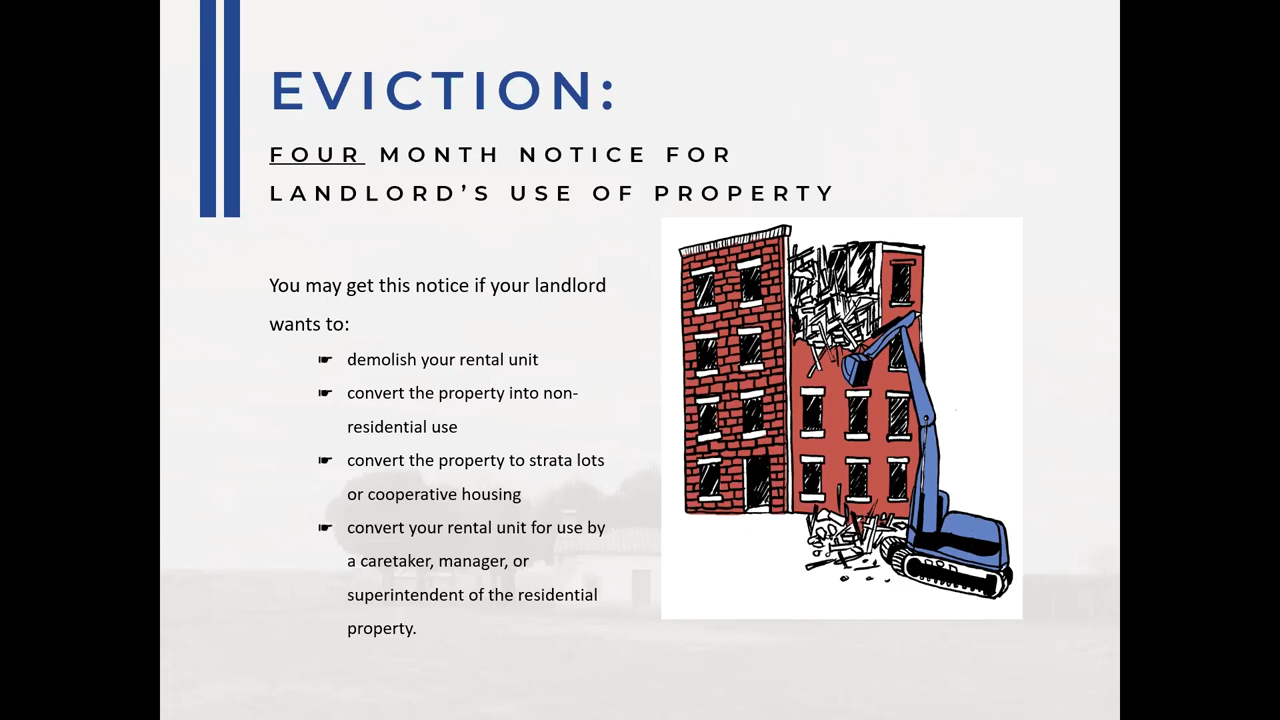 EVICTION:
FOUR MONTH NOTICE FOR
LANDLORD’S USE OF PROPERTY
You may get this notice if your landlord
wants to:
☛ demolish your rental unit
☛ convert the property into non-
residential use
☛ convert the property to strata lots
or cooperative housing
☛ convert your rental unit for use by
a caretaker, manager, or
superintendent of the residential
property.